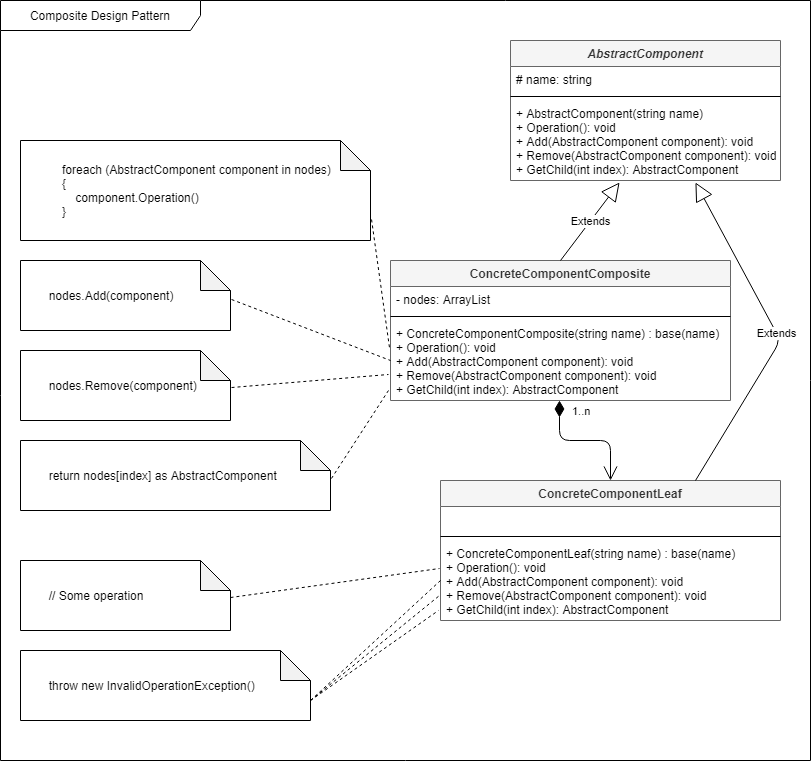 Composite Design Pattern
AbstractComponent
# name: string
+ AbstractComponent(string name)
+ Operation(): void
+ Add(AbstractComponent component): void
+ Remove(AbstractComponent component): void
+ GetChild(int index): AbstractComponent
foreach (AbstractComponent component in nodes)
{
component.Operation()
}
Extends
Extends
ConcreteComponentComposite
- nodes: ArrayList
+ ConcreteComponentComposite(string name) : base(name)
+ Operation(): void
+ Add(AbstractComponent component): void
+ Remove(AbstractComponent component): void
+ GetChild(int index): AbstractComponent
nodes.Add(component)
nodes.Remove(component)
1..n
return nodes[index] as AbstractComponent
ConcreteComponentLeaf
+ ConcreteComponentLeaf(string name) : base(name)
+ Operation(): void
+ Add(AbstractComponent component): void
+ Remove(AbstractComponent component): void
+ GetChild(int index): AbstractComponent
// Some operation
throw new InvalidOperationException()